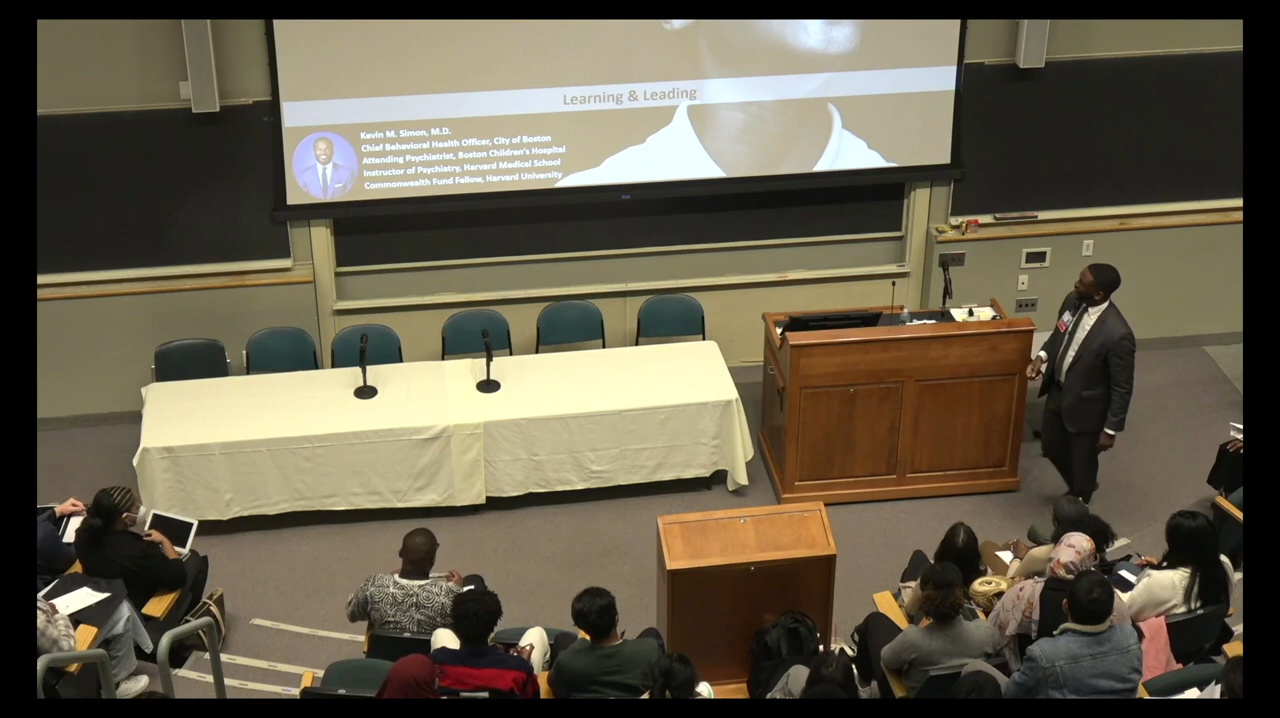 Learning & Leading
Kevin M. Simon, M.D.
Chief Behavioral Health Officer, City of Boston
Attending Psychiatrist, Boston Children's Hospital
Instructor of Psychiatry, Harvard Medical School
Commonwealth Fund Fellow, Harvard University